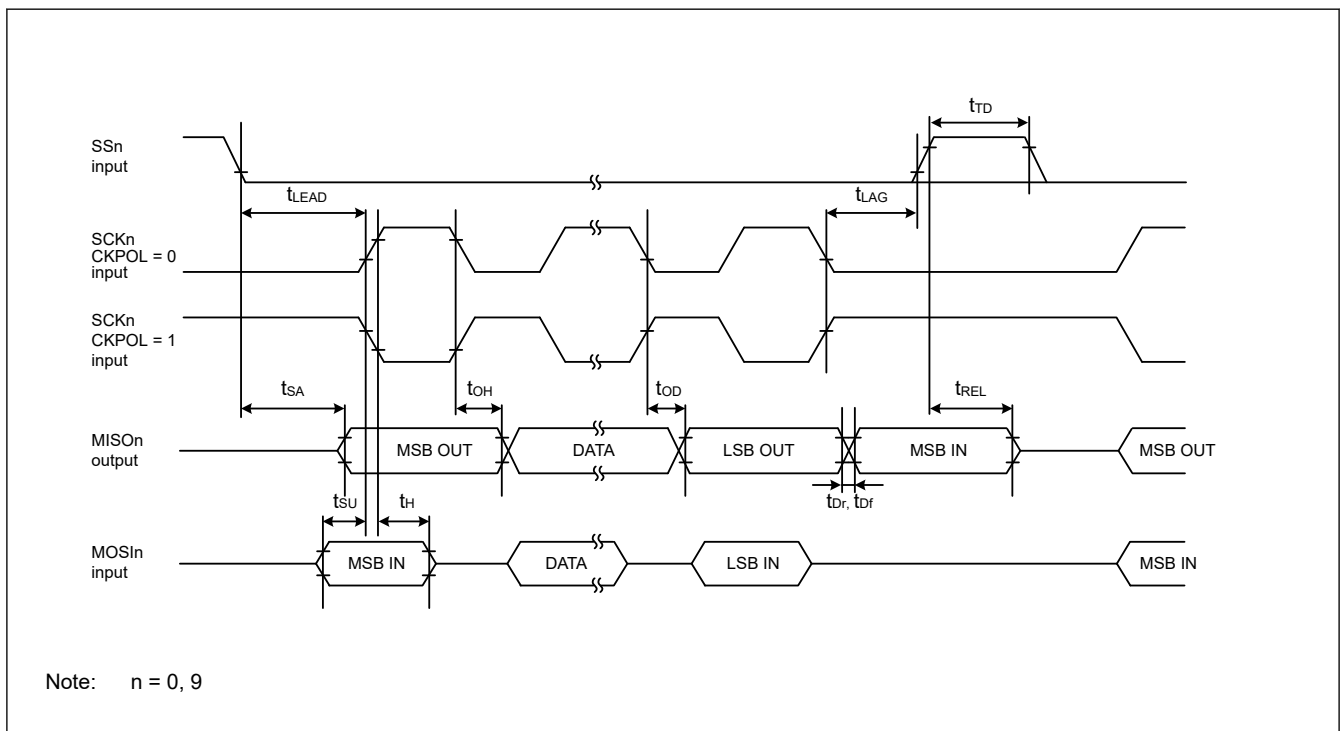 tTD
SSn
input
tLEAD
tLAG
SCKn
CKPOL = 0
input
SCKn
CKPOL = 1
input
tSA
tOH
tOD
tREL
MISOn
output
MSB OUT
DATA
LSB OUT
MSB IN
MSB OUT
tSU
tH
tDr, tDf
MOSIn
input
MSB IN
DATA
LSB IN
MSB IN
Note: n = 0, 9